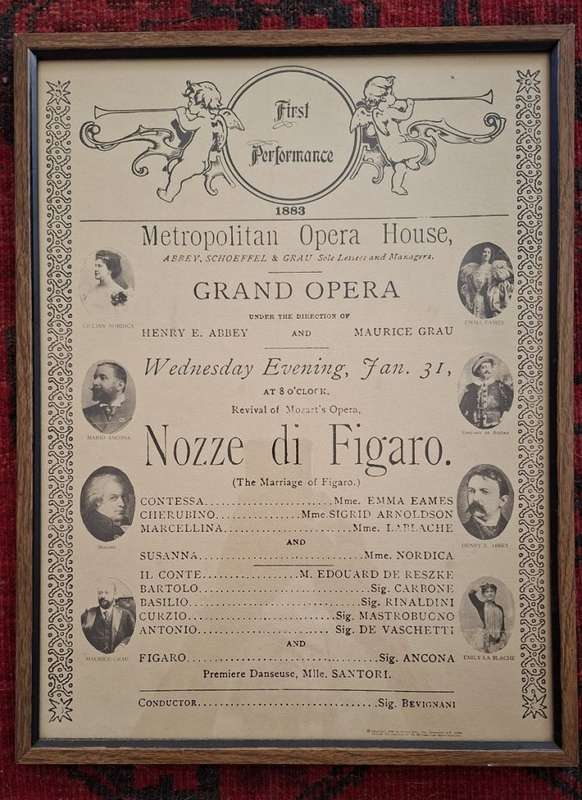 First
Performance
1883
Metropolitan Opera House,
ABBEY, SCHOEFFEL & GRAU Sole Lessees and Managers.
GRAND OPERA
UNDER THE DIRECTION OF
HENRY E. ABBEY AND MAURICE GRAU
LILLIAN NORDICA
EMMA EAMES
Wednesday Evening, Jan. 31,
AT 8 O'CLOCK.
Revival of Mozart's Opera,
MARIO ANCONA
Nozze di Figaro.
(The Marriage of Figaro.)
CONTESSA Mme. EMMA EAMES
CHERUBINO Mme. SIGRID ARNOLDSON
MARCELLINA Mme. LABLACHE
AND
MOZART
HENRY E. ABBEY
SUSANNA Mme. NORDICA
IL CONTE M. EDOUARD DE RESZKE
BARTOLO Sig. CARBONE
BASILIO Sig. RINALDINI
CURZIO Sig. MASTROBUONO
ANTONIO Sig. DE VASCHETTI
AND
MAURICE GRAU
EMILY LA BLACHE
FIGARO Sig. ANCONA
Premiere Danseuse, Mlle. SANTORI.
CONDUCTOR Sig. BEVIGNANI